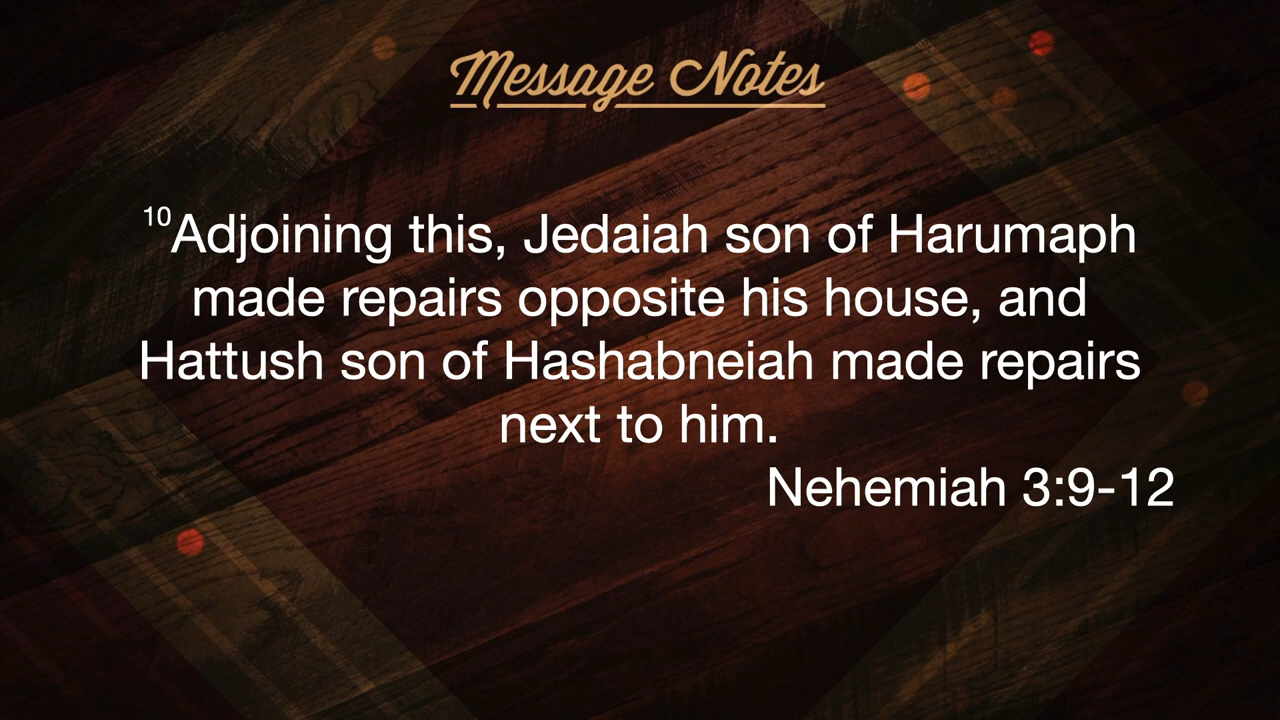 Message Notes
10Adjoining this, Jedaiah son of Harumaph
made repairs opposite his house, and
Hattush son of Hashabneiah made repairs
next to him.
Nehemiah 3:9-12